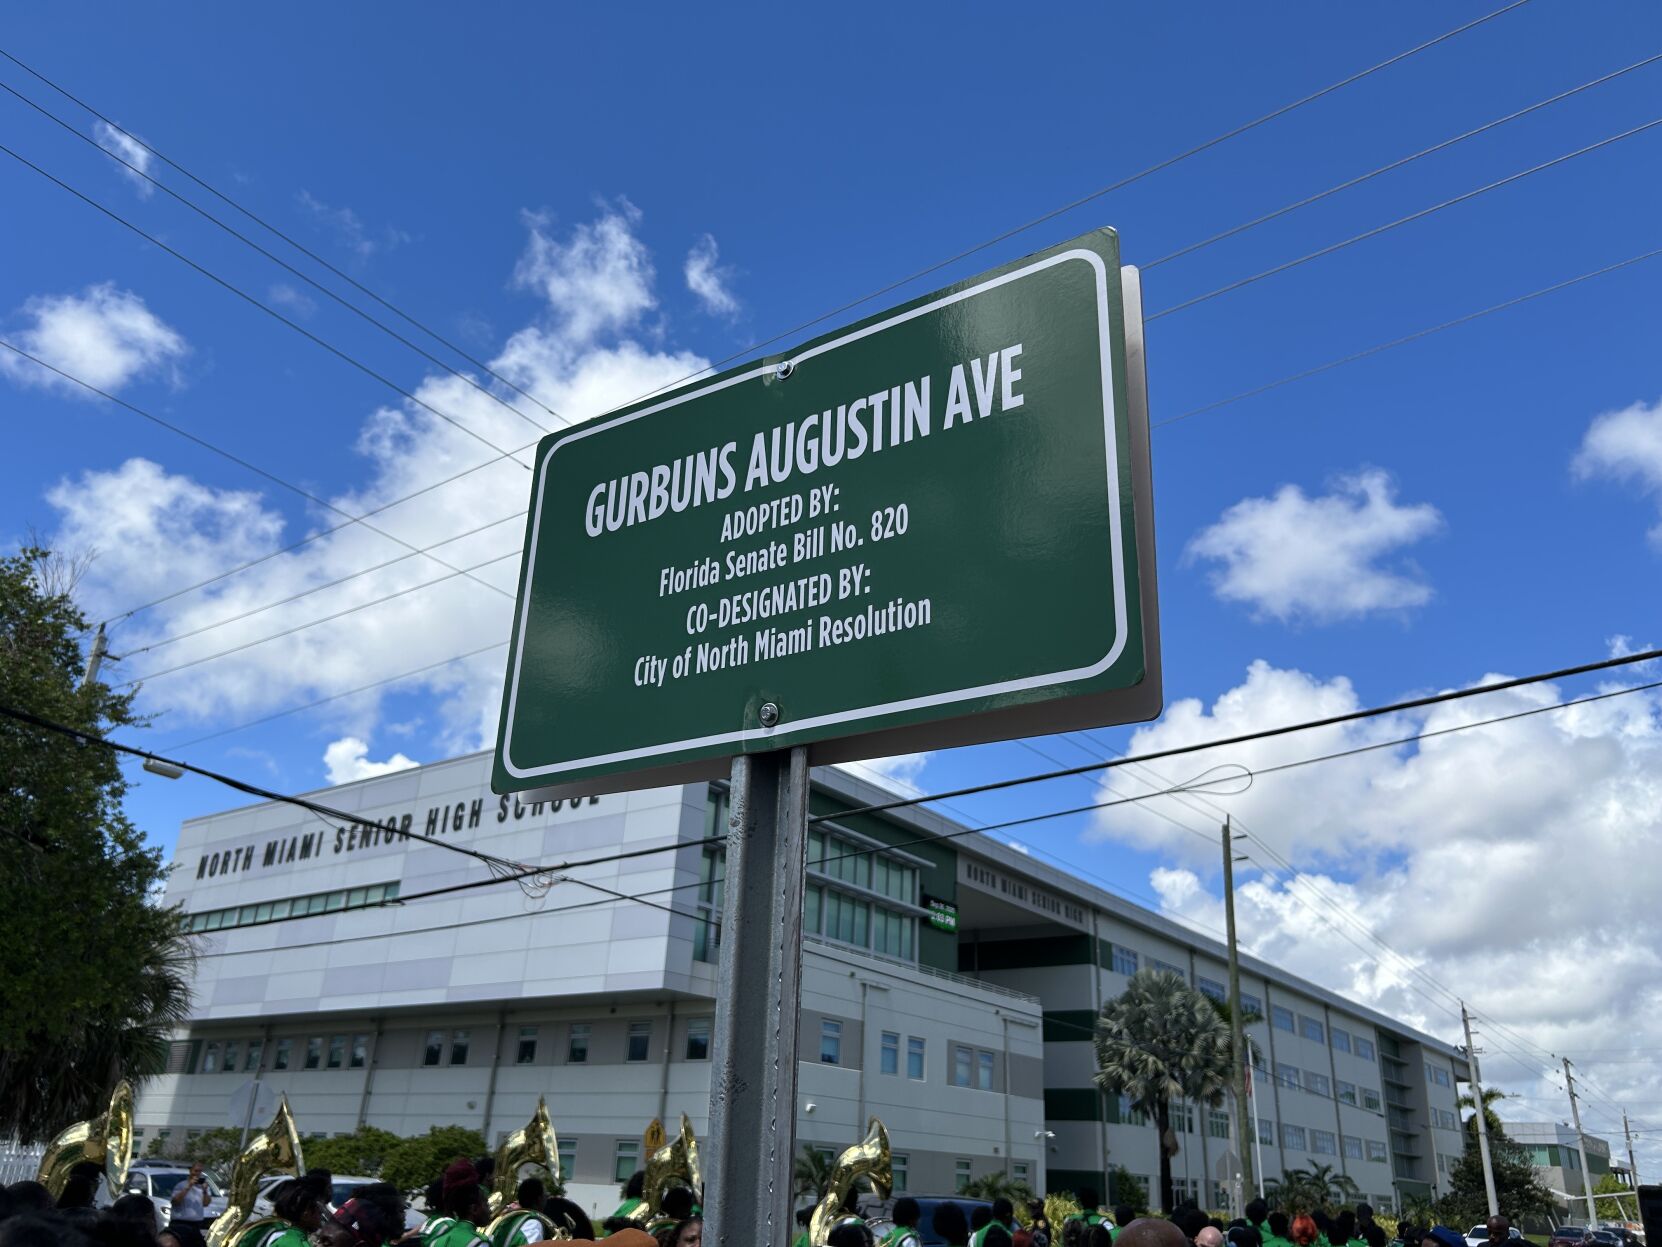 GURBUNS AUGUSTIN AVE
ADOPTED BY:
Florida Senate Bill No. 820
CO-DESIGNATED BY:
City of North Miami Resolution
NORTH MIAMI SENIOR HIGH SCHOOL
NORTH MIAMI SENIOR HIGH